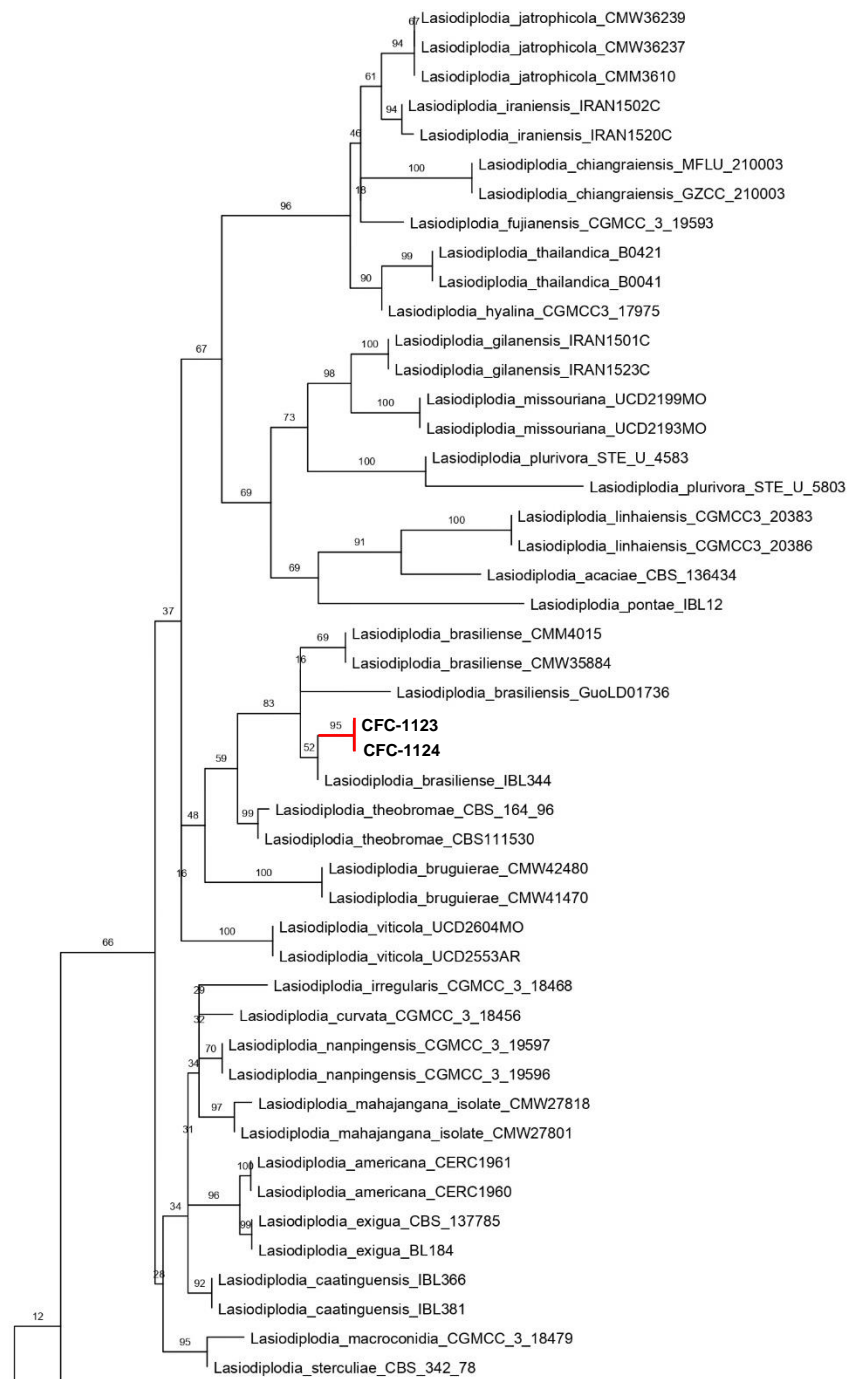 67
Lasiodiplodia_jatrophicola_CMW36239
94
Lasiodiplodia_jatrophicola_CMW36237
61
Lasiodiplodia_jatrophicola_CMM3610
Lasiodiplodia_iraniensis_IRAN1502C
94
46
Lasiodiplodia_iraniensis_IRAN1520C
100
Lasiodiplodia_chiangraiensis_MFLU_210003
18
Lasiodiplodia_chiangraiensis_GZCC_210003
96
Lasiodiplodia_fujianensis_CGMCC_3_19593
99
Lasiodiplodia_thailandica_B0421
90
Lasiodiplodia_thailandica_B0041
Lasiodiplodia_hyalina_CGMCC3_17975
67
100
Lasiodiplodia_gilanensis_IRAN1501C
98
Lasiodiplodia_gilanensis_IRAN1523C
100
Lasiodiplodia_missouriana_UCD2199MO
73
Lasiodiplodia_missouriana_UCD2193MO
100
Lasiodiplodia_plurivora_STE_U_4583
69
Lasiodiplodia_plurivora_STE_U_5803
100
Lasiodiplodia_linhaiensis_CGMCC3_20383
91
Lasiodiplodia_linhaiensis_CGMCC3_20386
69
Lasiodiplodia_acaciae_CBS_136434
Lasiodiplodia_pontae_IBL12
37
69
Lasiodiplodia_brasiliense_CMM4015
16
Lasiodiplodia_brasiliense_CMW35884
83
Lasiodiplodia_brasiliensis_GuoLD01736
95
CFC-1123
52
CFC-1124
59
Lasiodiplodia_brasiliense_IBL344
99
Lasiodiplodia_theobromae_CBS_164_96
48
Lasiodiplodia_theobromae_CBS111530
100
Lasiodiplodia_bruguierae_CMW42480
16
Lasiodiplodia_bruguierae_CMW41470
100
Lasiodiplodia_viticola_UCD2604MO
66
Lasiodiplodia_viticola_UCD2553AR
29
Lasiodiplodia_irregularis_CGMCC_3_18468
32
Lasiodiplodia_curvata_CGMCC_3_18456
70
Lasiodiplodia_nanpingensis_CGMCC_3_19597
34
Lasiodiplodia_nanpingensis_CGMCC_3_19596
97
Lasiodiplodia_mahajangana_isolate_CMW27818
31
Lasiodiplodia_mahajangana_isolate_CMW27801
100
Lasiodiplodia_americana_CERC1961
96
Lasiodiplodia_americana_CERC1960
34
99
Lasiodiplodia_exigua_CBS_137785
Lasiodiplodia_exigua_BL184
28
92
Lasiodiplodia_caatinguensis_IBL366
Lasiodiplodia_caatinguensis_IBL381
12
95
Lasiodiplodia_macroconidia_CGMCC_3_18479
Lasiodiplodia_sterculiae_CBS_342_78